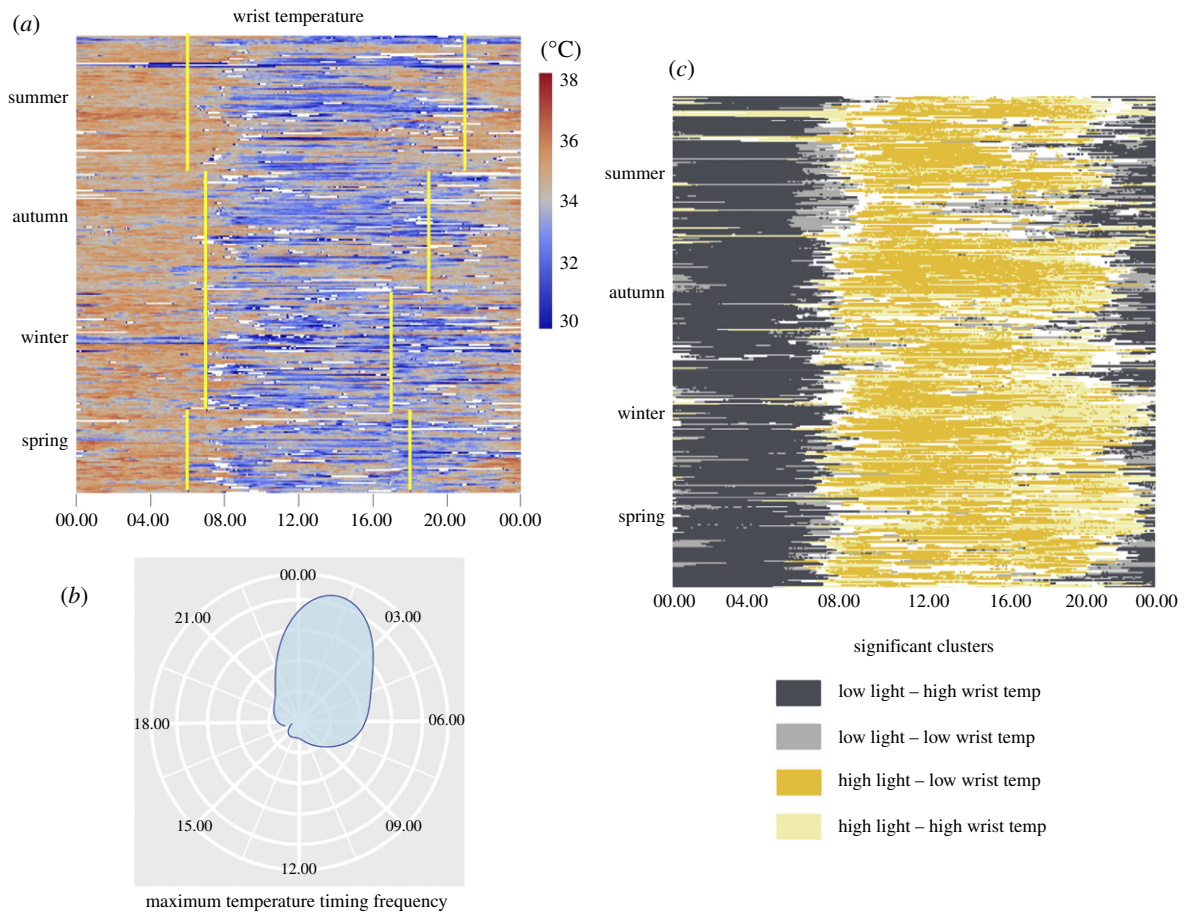 (a)
wrist temperature
(°C)
38
36
34
32
30
summer
autumn
winter
spring
00.00 04.00 08.00 12.00 16.00 20.00 00.00
(b)
00.00
03.00
06.00
09.00
12.00
15.00
18.00
21.00
maximum temperature timing frequency
(c)
summer
autumn
winter
spring
00.00 04.00 08.00 12.00 16.00 20.00 00.00
significant clusters
low light – high wrist temp
low light – low wrist temp
high light – low wrist temp
high light – high wrist temp